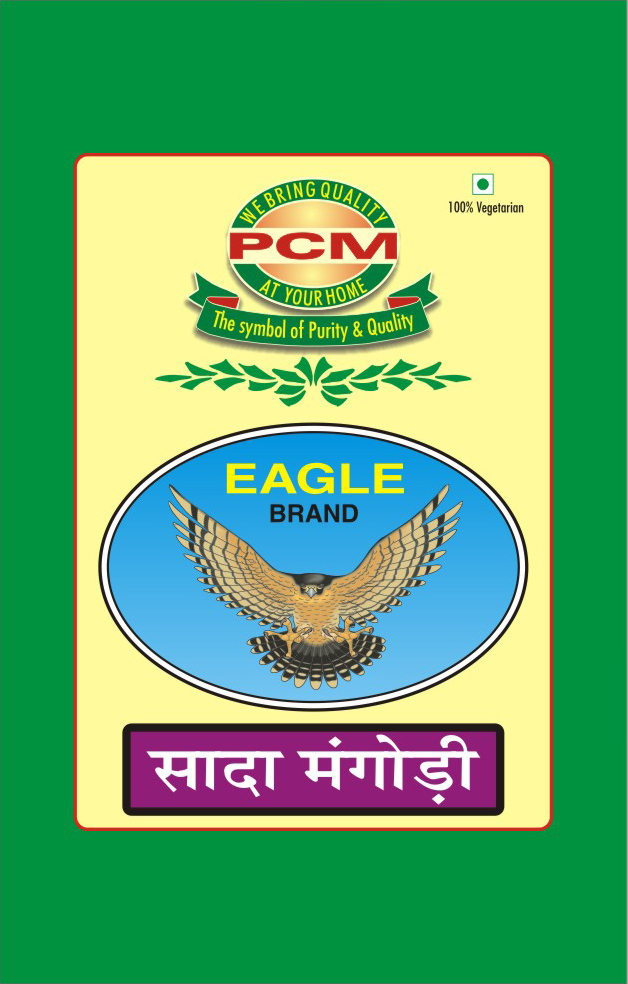 100% Vegetarian
WE BRING QUALITY
PCM
AT YOUR HOME
The symbol of Purity & Quality
EAGLE
BRAND
सादा मंगोड़ी